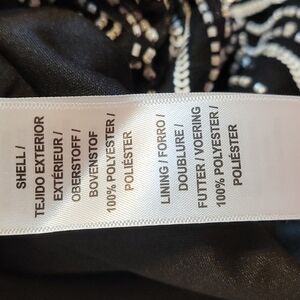 SHELL /
TEJIDO EXTERIOR
EXTÉRIEUR /
OBERSTOFF /
BOVENSTOF
100% POLYESTER /
POLIÉSTER
LINING / FORRO /
DOUBLURE /
FUTTER / VOERING
100% POLYESTER /
POLIÉSTER